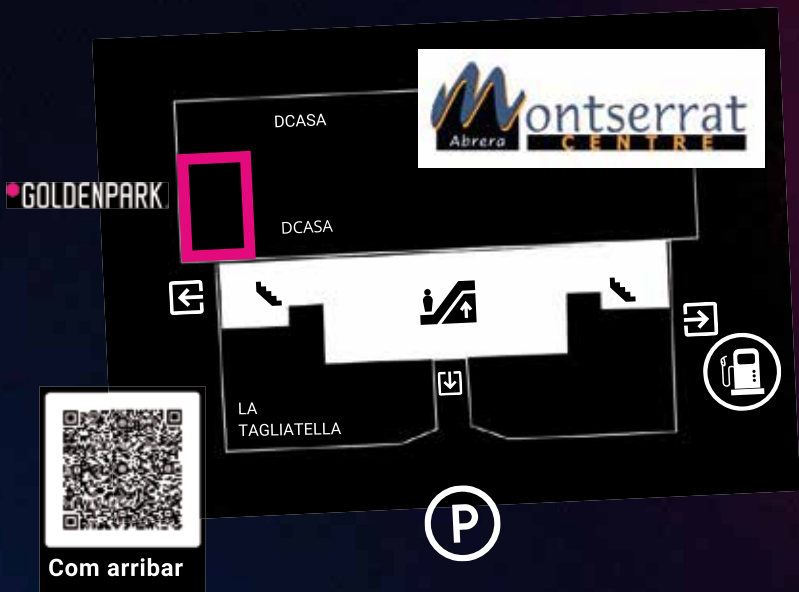 DCASA
Montserrat
Abrera CENTRE
GOLDENPARK
DCASA
LA
TAGLIATELLA
P
Com arribar